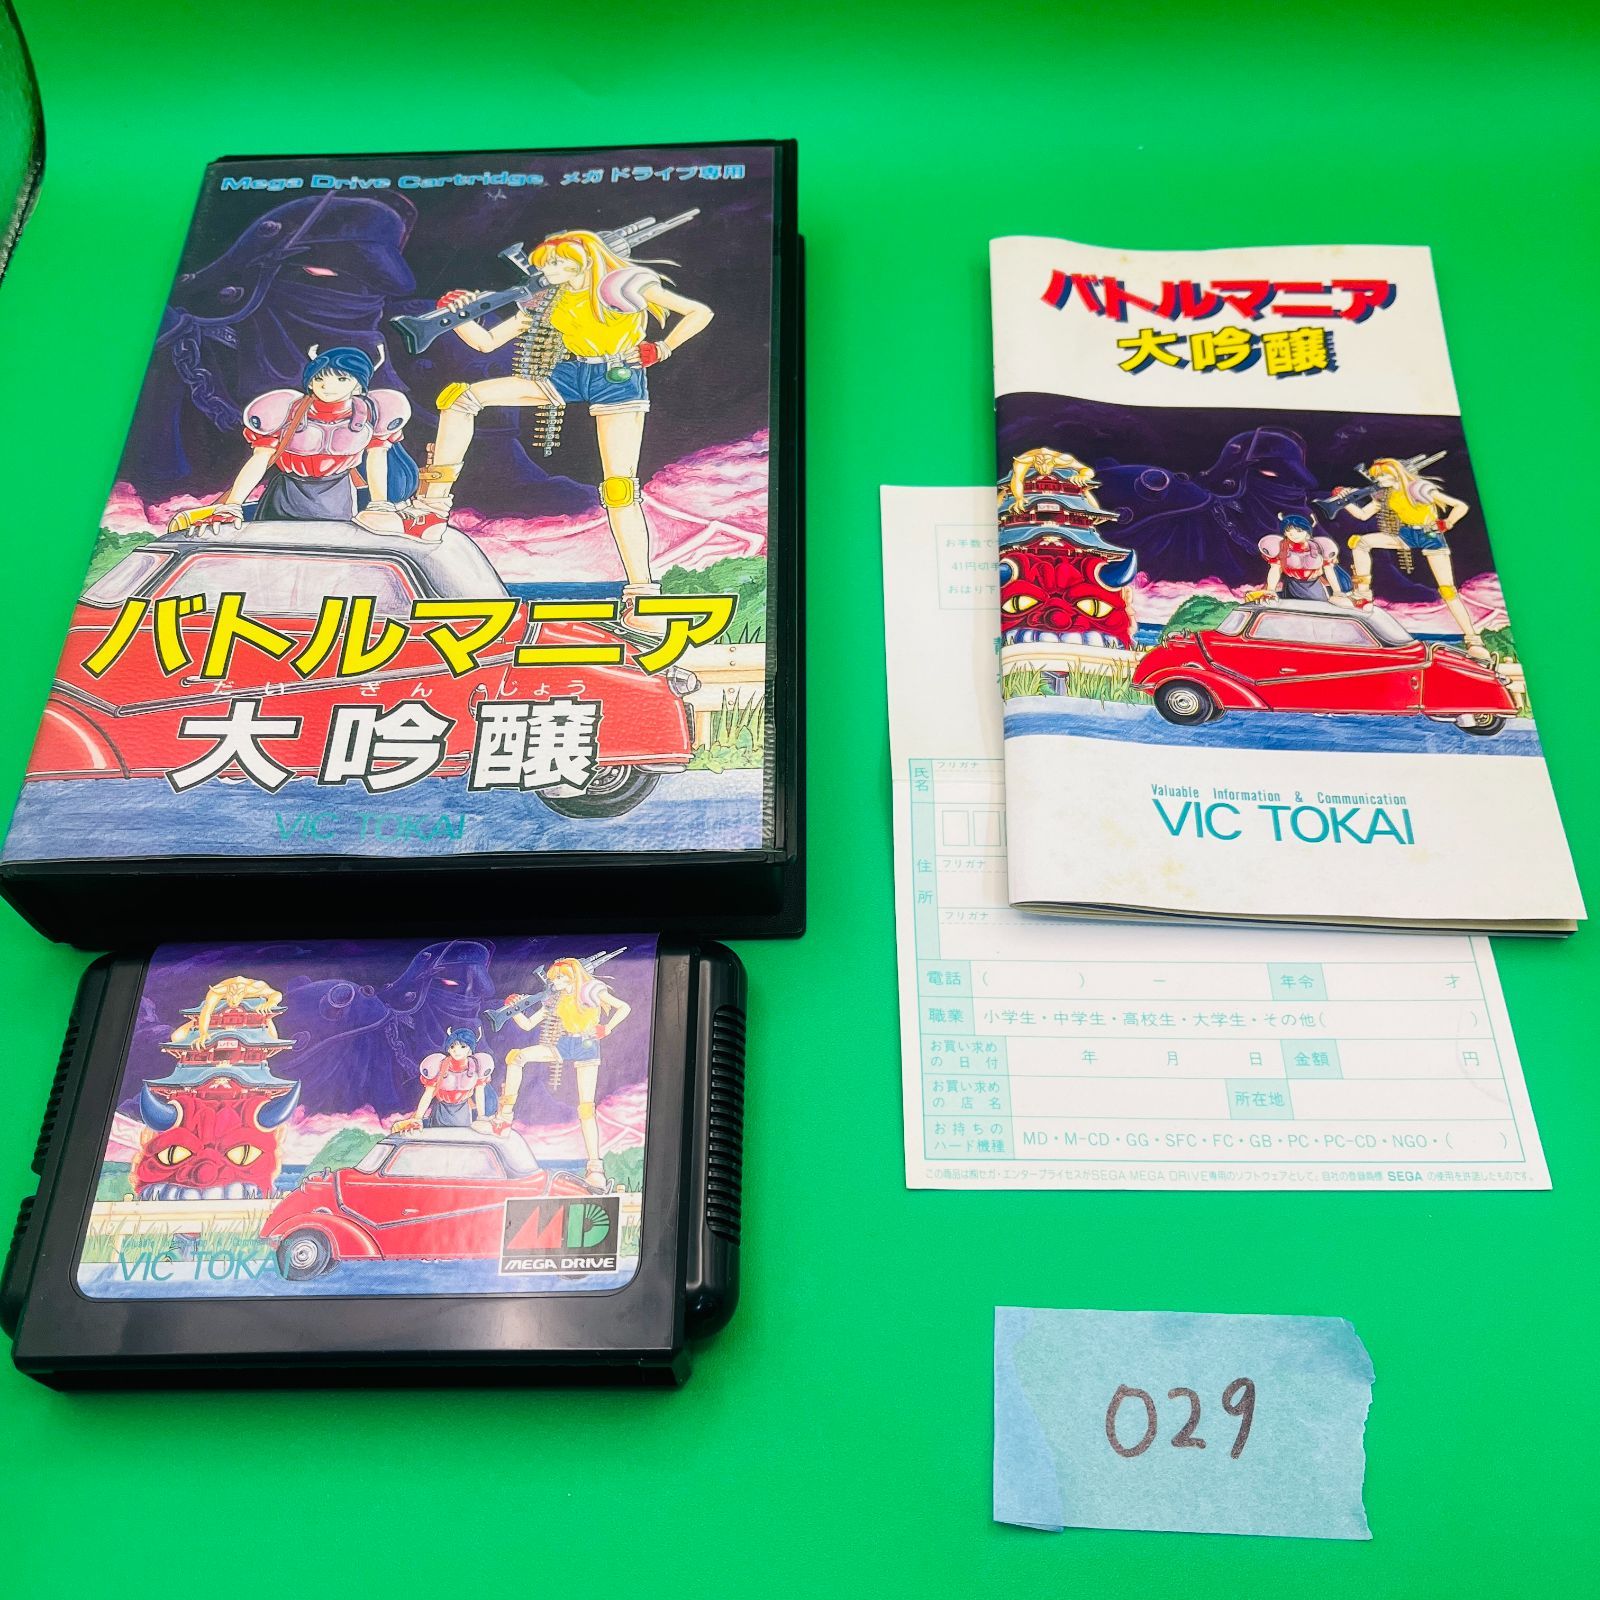 Mega Drive Cartridge メガドライブ専用
バトルマニア
だい ぎん じょう
大吟醸
VIC TOKAI
バトルマニア
大吟醸
Valuable Information & Communication
VIC TOKAI
お手数で
41円切手
おはり下
氏名
フリガナ
住所
フリガナ
フリガナ
電話 ( ) ー 年令 才
職業 小学生・中学生・高校生・大学生・その他( )
お買い求めの日付 年 月 日 金額 円
お買い求めの店名 所在地
お持ちのハード機種 MD・M-CD・GG・SFC・FC・GB・PC・PC-CD・NGO・( )
この商品は㈱セガ・エンタープライゼスがSEGA MEGA DRIVE専用のソフトウェアとして、自社の登録商標 SEGA の使用を許諾したものです。
Valuable Information & Communication
VIC TOKAI
MD
MEGA DRIVE
029